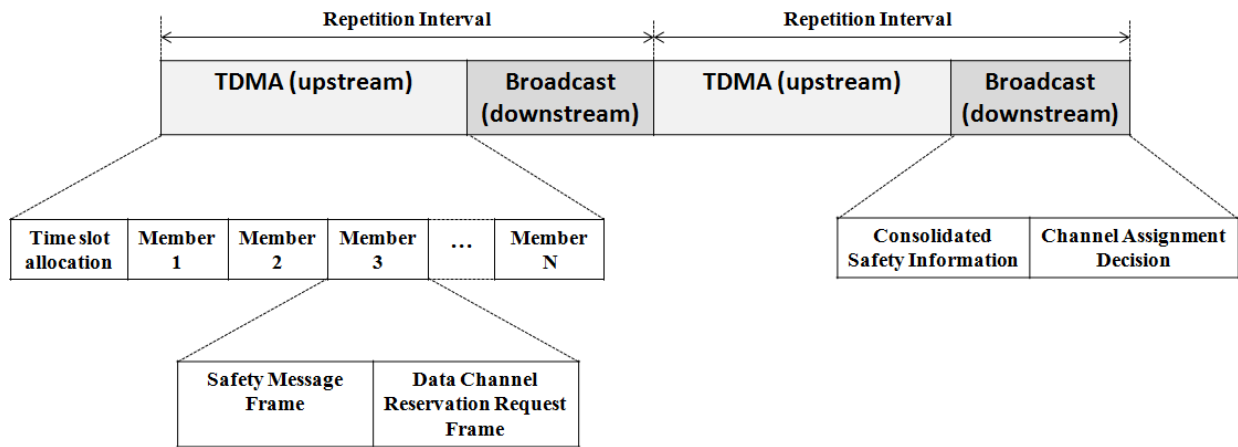 Repetition Interval
Repetition Interval
TDMA (upstream)
Broadcast
(downstream)
TDMA (upstream)
Broadcast
(downstream)
Time slot
allocation
Member
1
Member
2
Member
3
...
Member
N
Consolidated
Safety Information
Channel Assignment
Decision
Safety Message
Frame
Data Channel
Reservation Request
Frame